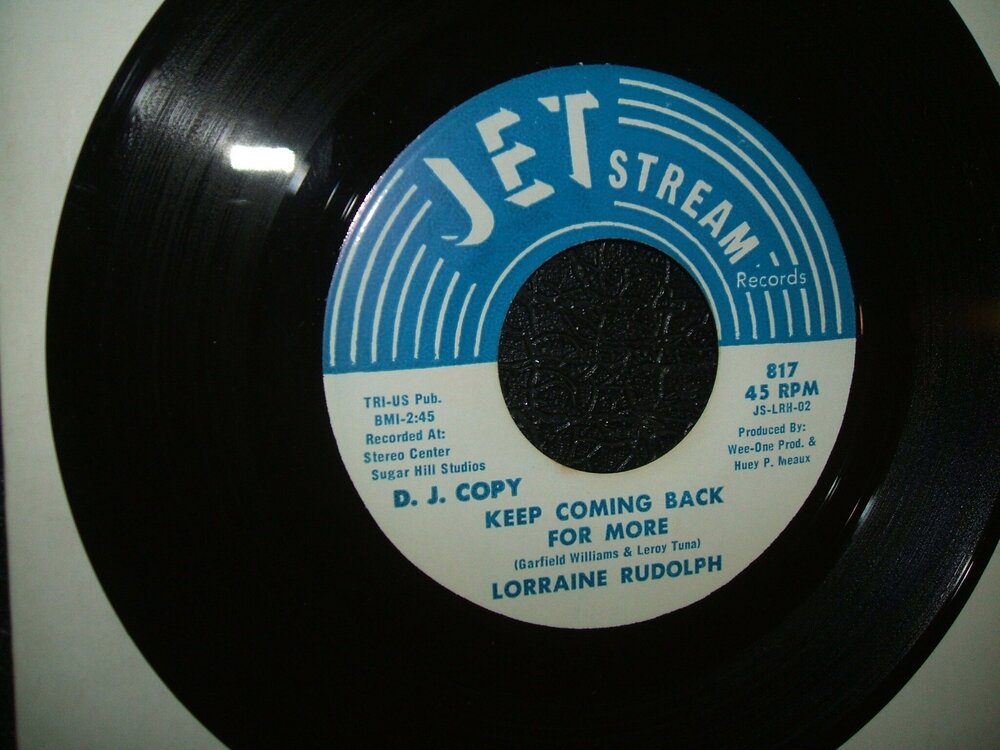 JET STREAM
Records
TRI-US Pub.
BMI-2:45
Recorded At:
Stereo Center
Sugar Hill Studios
D. J. COPY
817
45 RPM
JS-LRH-02
Produced By:
Wee-One Prod. &
Huey P. Meaux
KEEP COMING BACK
FOR MORE
(Garfield Williams & Leroy Tuna)
LORRAINE RUDOLPH